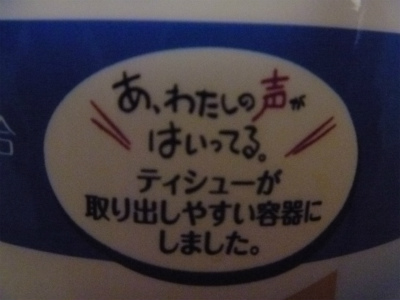 あ、わたしの声が
はいってる。
ティシューが
取り出しやすい容器に
しました。